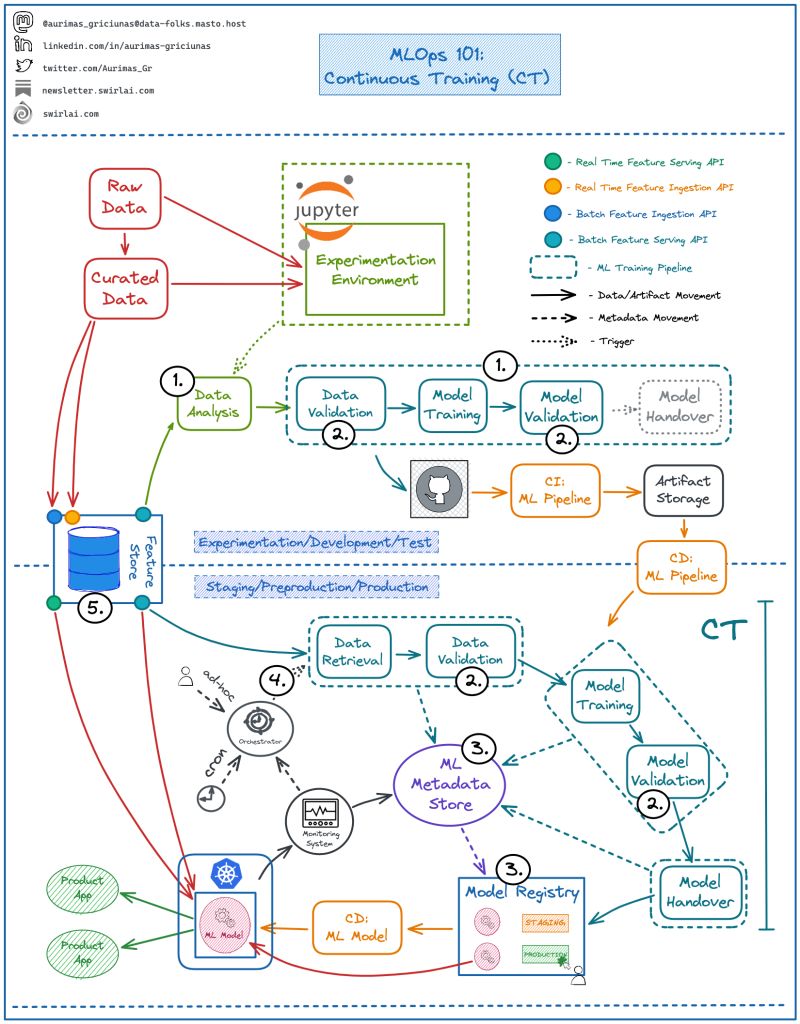 @aurimas_griciunas@data-folks.masto.host
linkedin.com/in/aurimas-griciunas
twitter.com/Aurimas_Gr
newsletter.swirlai.com
swirlai.com
MLOps 101:
Continuous Training (CT)
- Real Time Feature Serving API
- Real Time Feature Ingestion API
- Batch Feature Ingestion API
- Batch Feature Serving API
- ML Training Pipeline
- Data/Artifact Movement
- Metadata Movement
- Trigger
Raw
Data
Curated
Data
jupyter
Experimentation
Environment
1.
Data
Analysis
1.
Data
Validation
2.
Model
Training
Model
Validation
2.
Model
Handover
CI:
ML Pipeline
Artifact
Storage
CD:
ML Pipeline
Feature
Store
5.
Experimentation/Development/Test
Staging/Preproduction/Production
CT
Data
Retrieval
Data
Validation
2.
Model
Training
Model
Validation
2.
Model
Handover
ad-hoc
4.
Orchestrator
cron
Monitoring
System
3.
ML
Metadata
Store
3.
Model Registry
STAGING
PRODUCTION
CD:
ML Model
ML Model
Product
App
Product
App